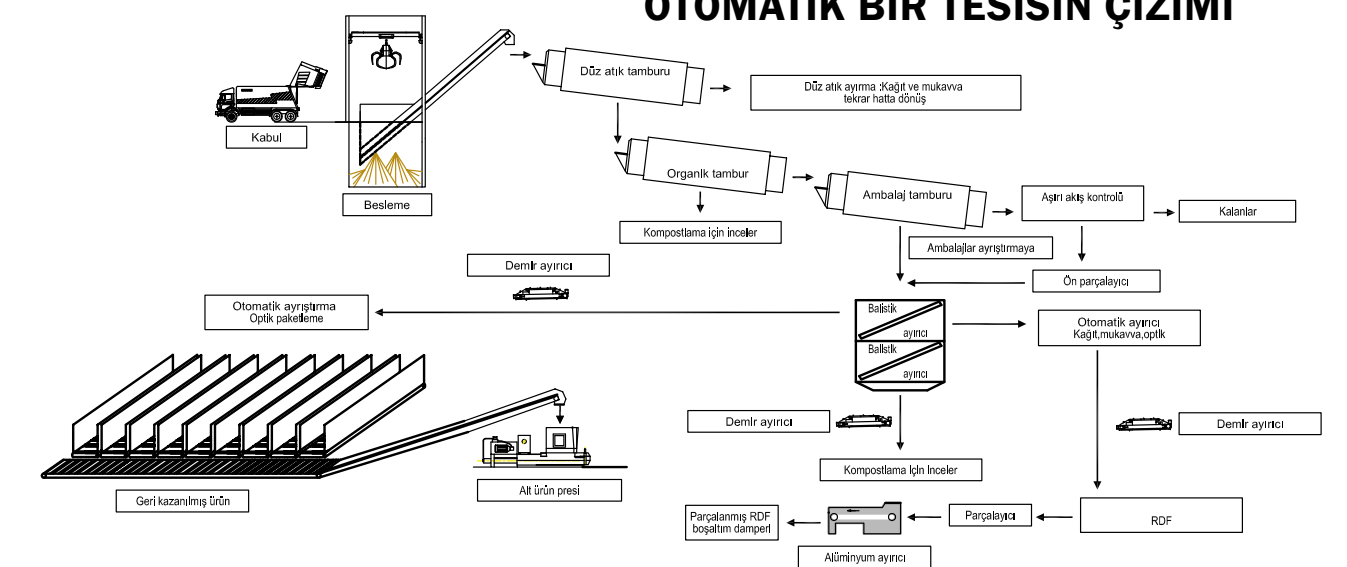 OTOMATİK BİR TESİSİN ÇİZİMİ
Düz atık tamburu
Düz atık ayırma :Kağıt ve mukavva
tekrar hatta dönüş
Kabul
Besleme
Organik tambur
Ambalaj tamburu
Aşırı akış kontrolü
Kalanlar
Kompostlama için inceler
Ambalajlar ayrıştırmaya
Ön parçalayıcı
Demir ayırıcı
Otomatik ayrıştırma
Optik paketleme
Balistik
ayırıcı
Balistik
ayırıcı
Otomatik ayırıcı
Kağıt,mukavva,optik
Demir ayırıcı
Demir ayırıcı
Kompostlama İçin İnceler
Geri kazanılmış ürün
Alt ürün presi
Parçalanmış RDF
boşaltım damperi
Parçalayıcı
RDF
Alüminyum ayırıcı